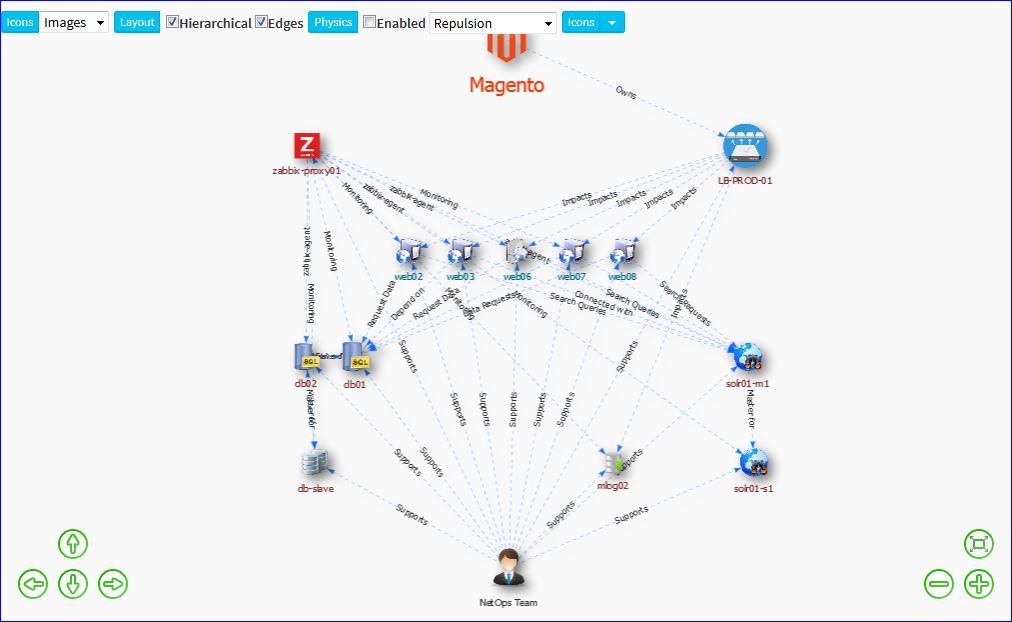 Icons Images Layout Hierarchical Edges Physics Enabled Repulsion Icons
Magento
Owns
Z
zabbix-proxy01
LB-PROD-01
Monitoring
zabbix-agent
zabbix-agent
Monitoring
Impacts
Impacts
Impacts
Impacts
Impacts
zabbix-agent
Monitoring
web02
web03
web06
web07
web08
Request Data
Depend on
Request Data
Data Requests
Monitoring
Monitoring
Search Queries
Connected with
Search Queries
Impacts
Monitoring
Supports
Supports
SQL
SQL
db02
db01
solr01-m1
Supports
Supports
Supports
Supports
Supports
Master for
Supports
Supports
Supports
db-slave
mlog02
solr01-s1
Supports
Supports
Supports
NetOps Team